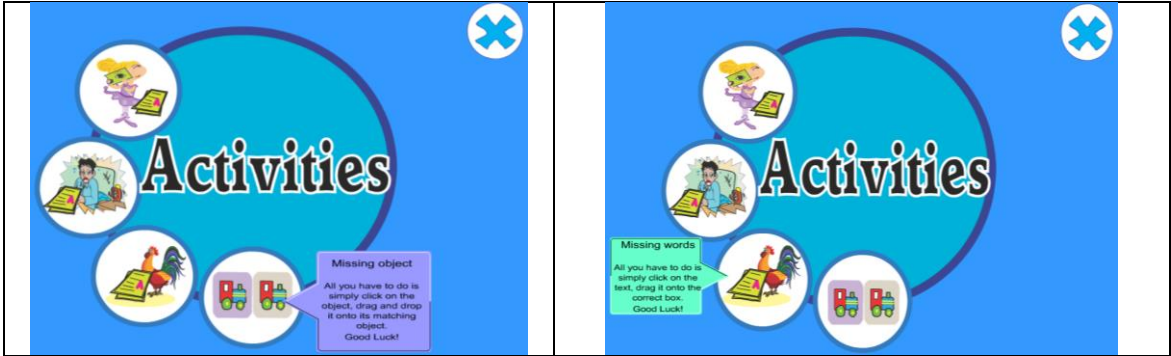 Activities
Missing object
All you have to do is
simply click on the
object, drag and drop
it onto its matching
object.
Good Luck!
Activities
Missing words
All you have to do is
simply click on the
text, drag it onto the
correct box.
Good Luck!